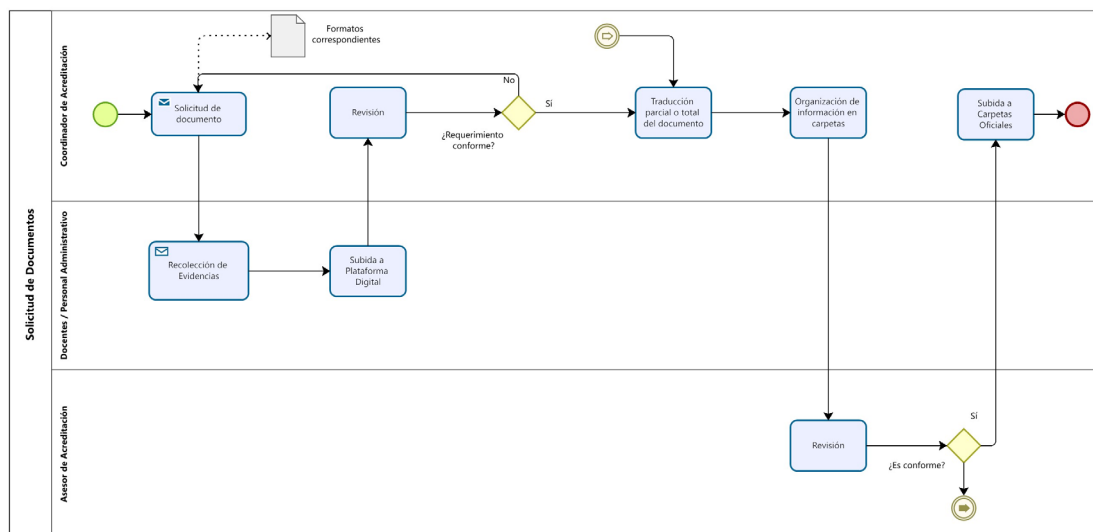 Solicitud de Documentos
Coordinador de Acreditación
Formatos
correspondientes
Solicitud de
documento
Revisión
No
¿Requerimiento
conforme?
Sí
Traducción
parcial o total
del documento
Organización de
información en
carpetas
Subida a
Carpetas
Oficiales
Docentes / Personal Administrativo
Recolección de
Evidencias
Subida a
Plataforma
Digital
Asesor de Acreditación
Revisión
¿Es conforme?
Sí